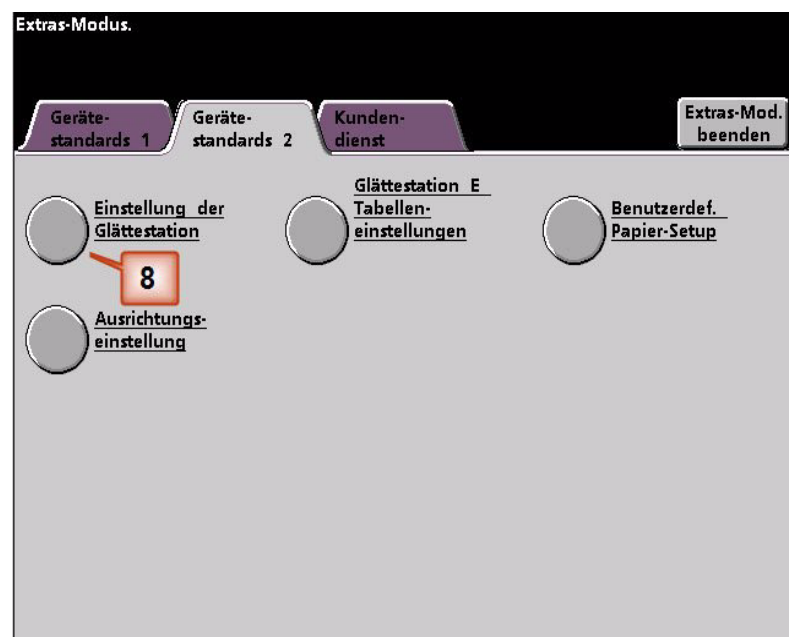 Extras-Modus.
Geräte-
standards 1
Geräte-
standards 2
Kunden-
dienst
Extras-Mod.
beenden
Einstellung der
Glättestation
Glättestation E
Tabellen-
einstellungen
Benutzerdef.
Papier-Setup
8
Ausrichtungs-
einstellung